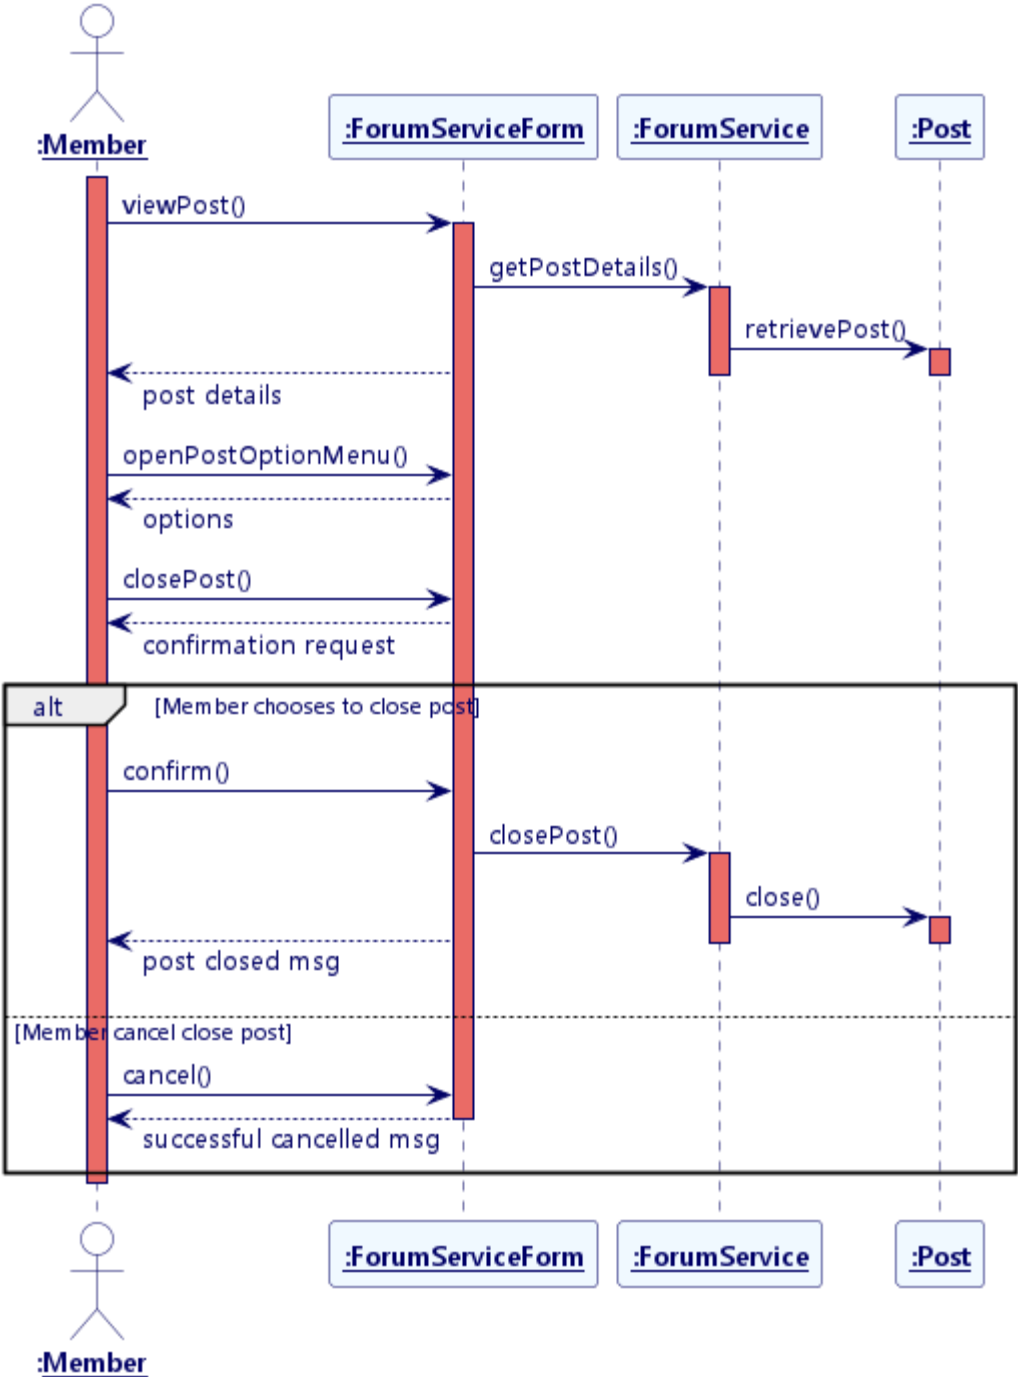 :Member
:ForumServiceForm
:ForumService
:Post
viewPost()
getPostDetails()
retrievePost()
post details
openPostOptionMenu()
options
closePost()
confirmation request
alt
[Member chooses to close post]
confirm()
closePost()
close()
post closed msg
[Member cancel close post]
cancel()
successful cancelled msg
:ForumServiceForm
:ForumService
:Post
:Member